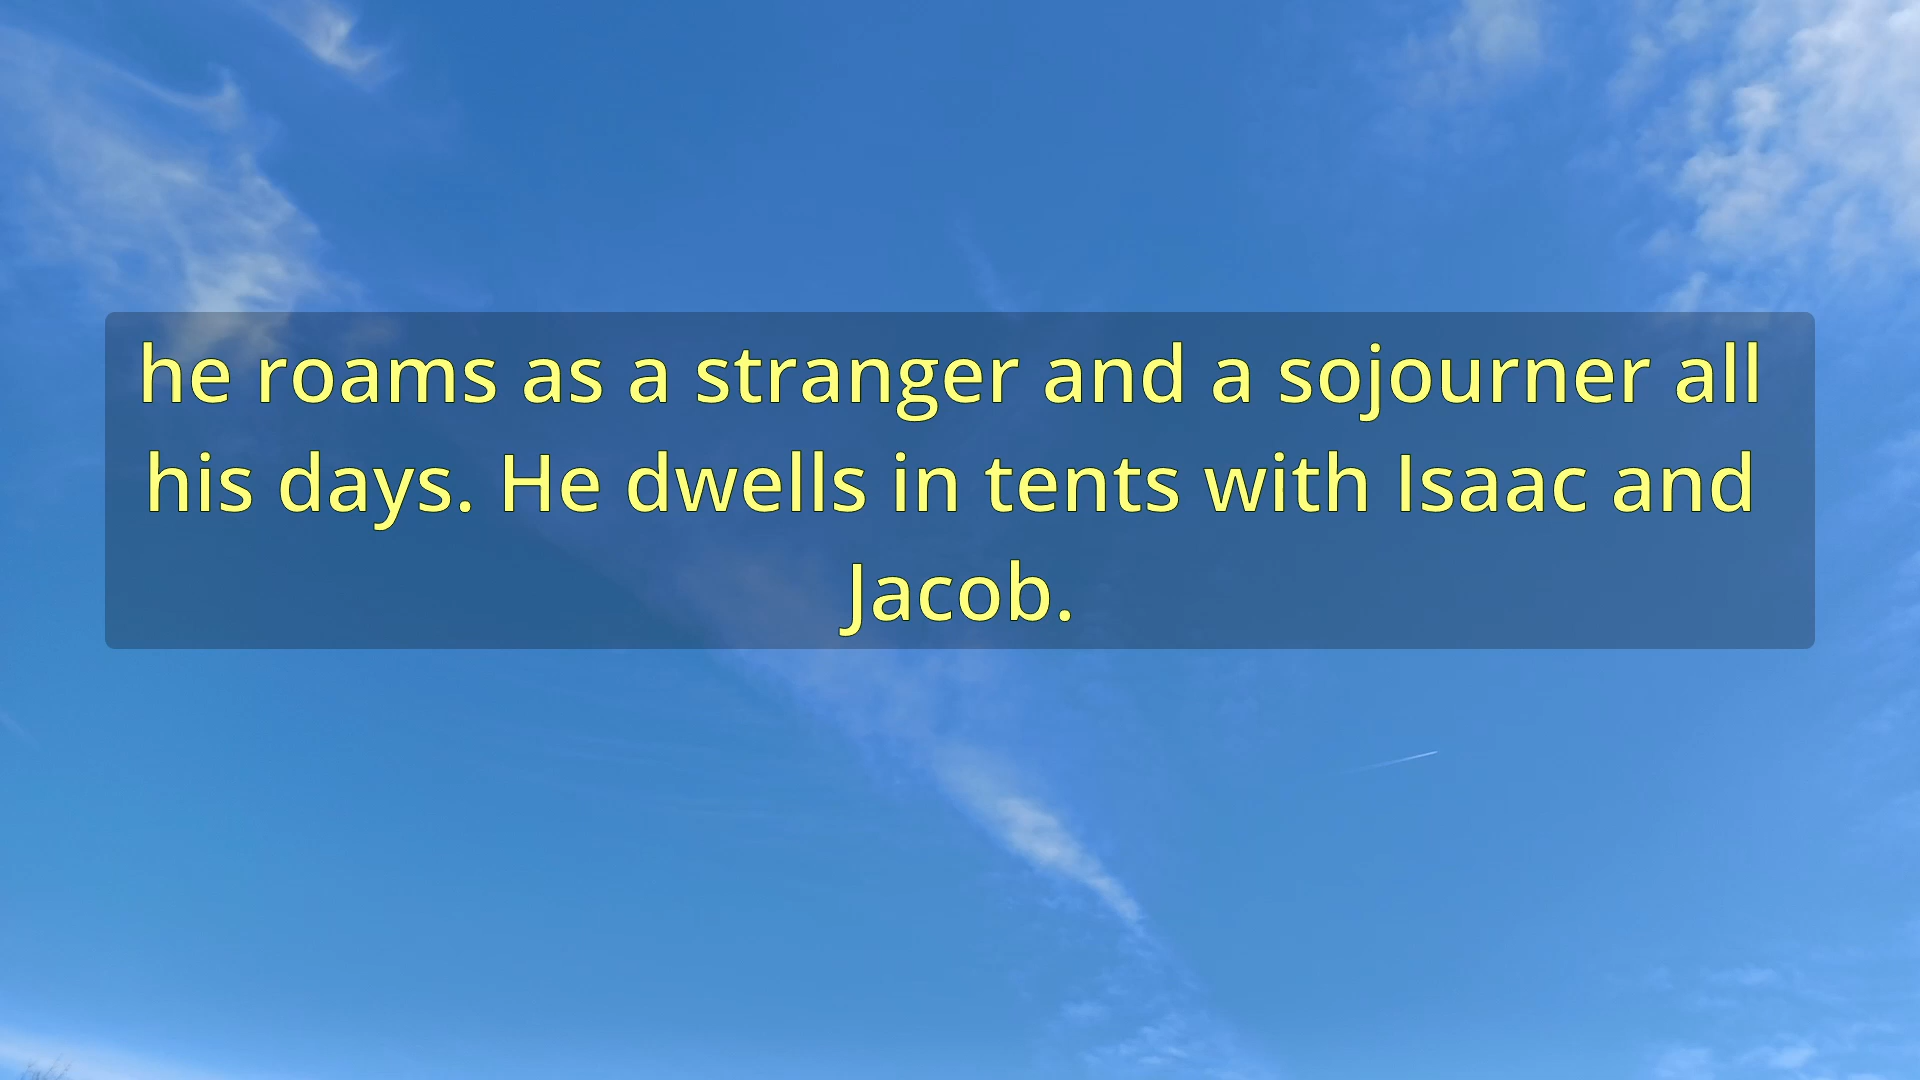 he roams as a stranger and a sojourner all
his days. He dwells in tents with Isaac and
Jacob.